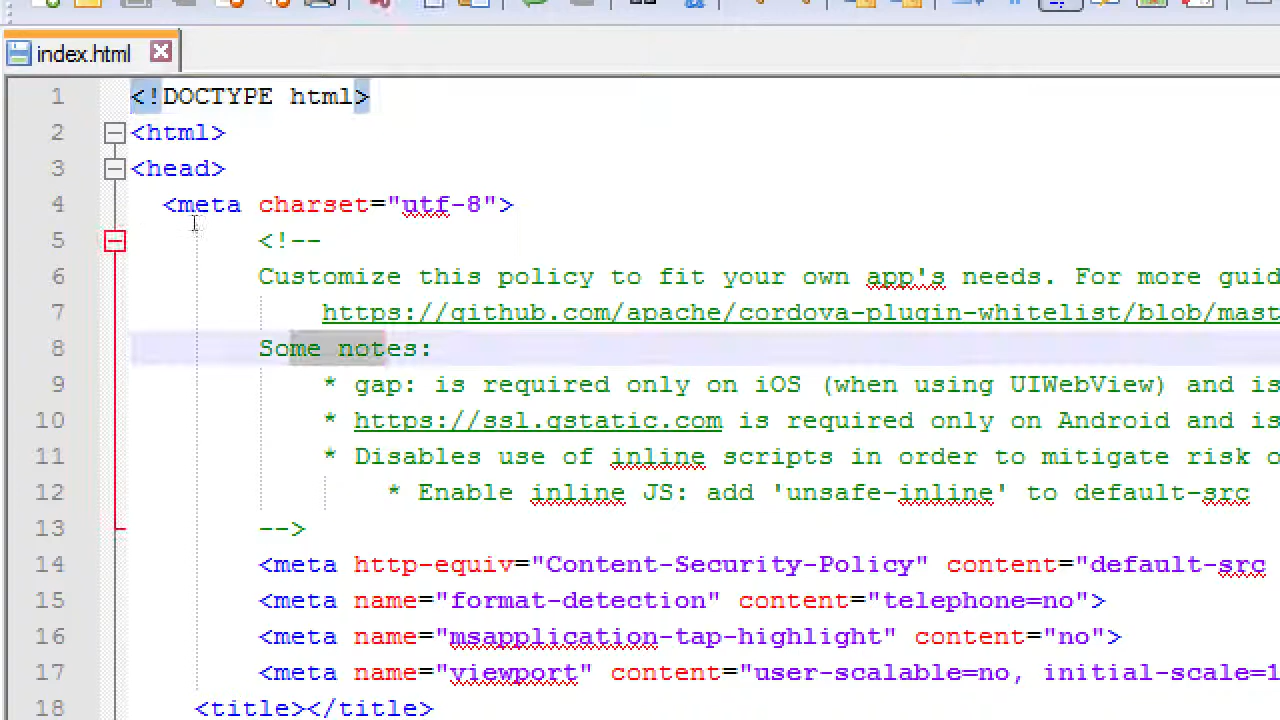 index.html
1 <!DOCTYPE html>
2 <html>
3 <head>
4 <meta charset="utf-8">
5 <!--
6 Customize this policy to fit your own app's needs. For more guid
7 https://github.com/apache/cordova-plugin-whitelist/blob/mast
8 Some notes:
9 * gap: is required only on iOS (when using UIWebView) and is
10 * https://ssl.gstatic.com is required only on Android and is
11 * Disables use of inline scripts in order to mitigate risk o
12 * Enable inline JS: add 'unsafe-inline' to default-src
13 -->
14 <meta http-equiv="Content-Security-Policy" content="default-src
15 <meta name="format-detection" content="telephone=no">
16 <meta name="msapplication-tap-highlight" content="no">
17 <meta name="viewport" content="user-scalable=no, initial-scale=1
18 <title></title>